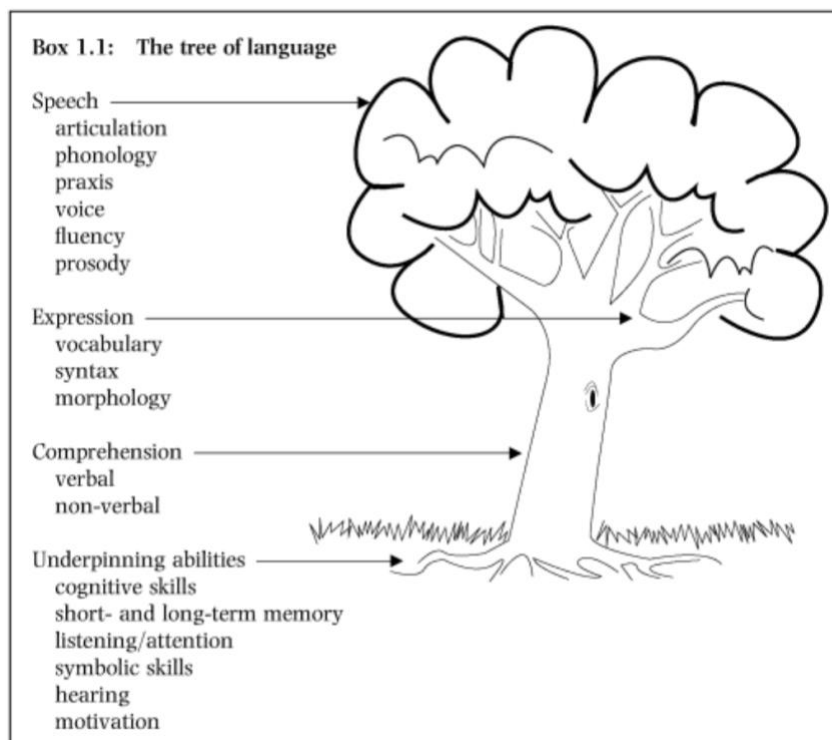 Box 1.1: The tree of language
Speech
articulation
phonology
praxis
voice
fluency
prosody
Expression
vocabulary
syntax
morphology
Comprehension
verbal
non-verbal
Underpinning abilities
cognitive skills
short- and long-term memory
listening/attention
symbolic skills
hearing
motivation